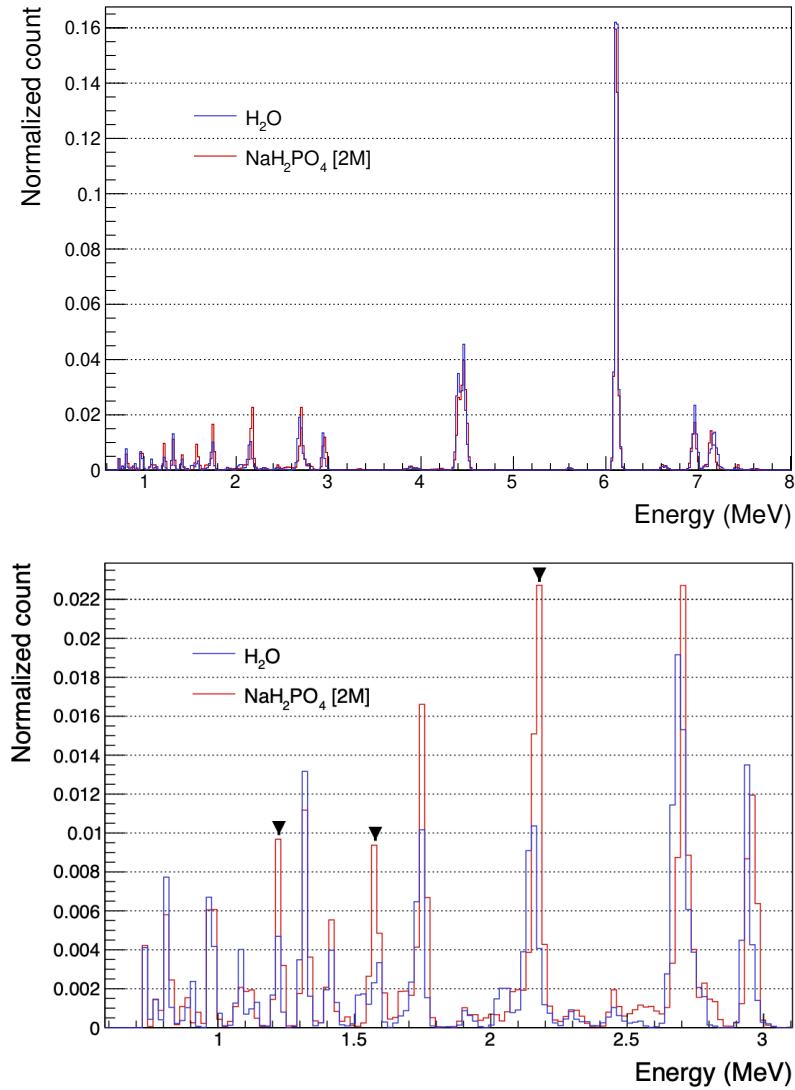 Normalized count
0.16
0.14
0.12
0.1
0.08
0.06
0.04
0.02
0
H₂O
NaH₂PO₄ [2M]
1 2 3 4 5 6 7 8
Energy (MeV)
Normalized count
0.022
0.02
0.018
0.016
0.014
0.012
0.01
0.008
0.006
0.004
0.002
0
H₂O
NaH₂PO₄ [2M]
1 1.5 2 2.5 3
Energy (MeV)